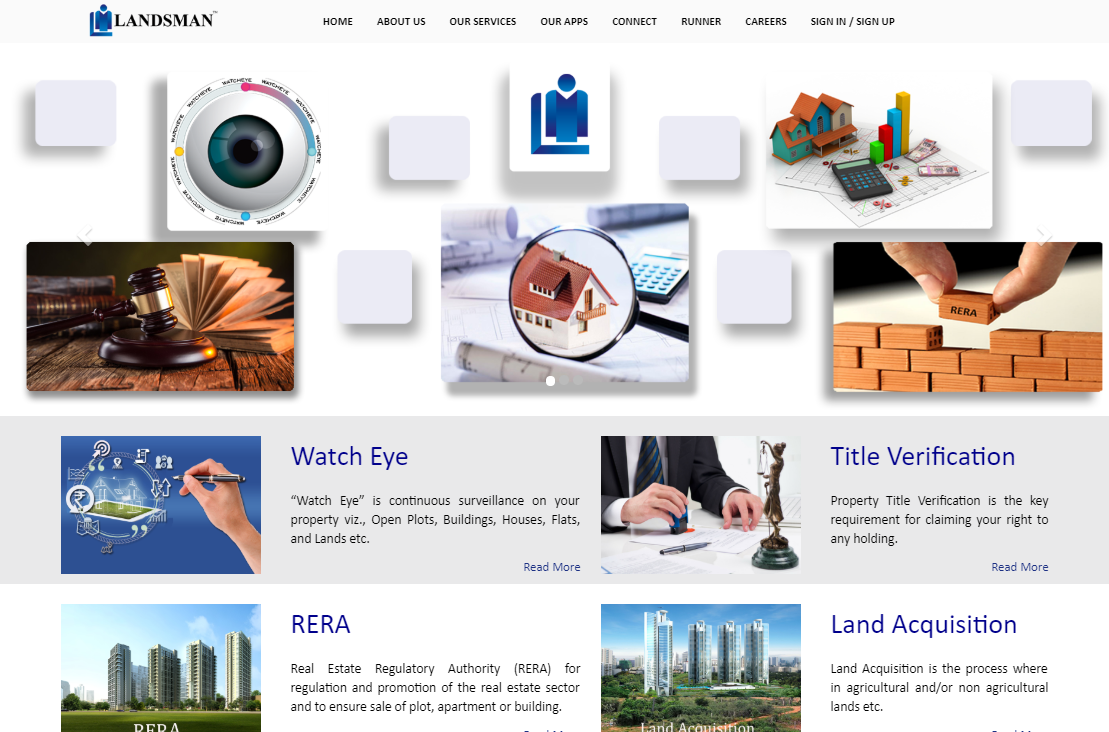 LANDSMAN™
HOME ABOUT US OUR SERVICES OUR APPS CONNECT RUNNER CAREERS SIGN IN / SIGN UP
WATCHEYE WATCHEYE WATCHEYE WATCHEYE WATCHEYE WATCHEYE WATCHEYE WATCHEYE WATCHEYE WATCHEYE
RERA
Watch Eye
“Watch Eye” is continuous surveillance on your
property viz., Open Plots, Buildings, Houses, Flats,
and Lands etc.
Read More
Title Verification
Property Title Verification is the key
requirement for claiming your right to
any holding.
Read More
RERA
Real Estate Regulatory Authority (RERA) for
regulation and promotion of the real estate sector
and to ensure sale of plot, apartment or building.
RERA
Land Acquisition
Land Acquisition is the process where
in agricultural and/or non agricultural
lands etc.
Land Acquisition